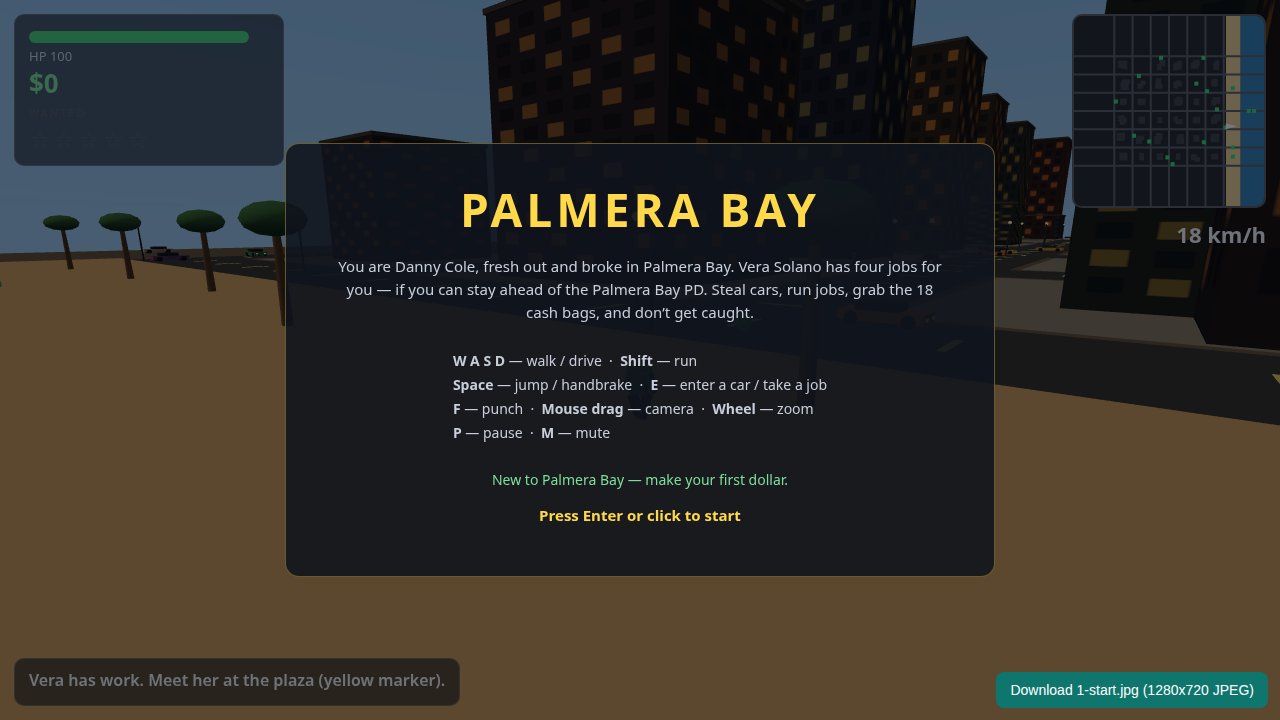 HP 100
$0
WANTED
18 km/h
PALMERA BAY
You are Danny Cole, fresh out and broke in Palmera Bay. Vera Solano has four jobs for
you — if you can stay ahead of the Palmera Bay PD. Steal cars, run jobs, grab the 18
cash bags, and don’t get caught.
W A S D — walk / drive · Shift — run
Space — jump / handbrake · E — enter a car / take a job
F — punch · Mouse drag — camera · Wheel — zoom
P — pause · M — mute
New to Palmera Bay — make your first dollar.
Press Enter or click to start
Vera has work. Meet her at the plaza (yellow marker).
Download 1-start.jpg (1280x720 JPEG)